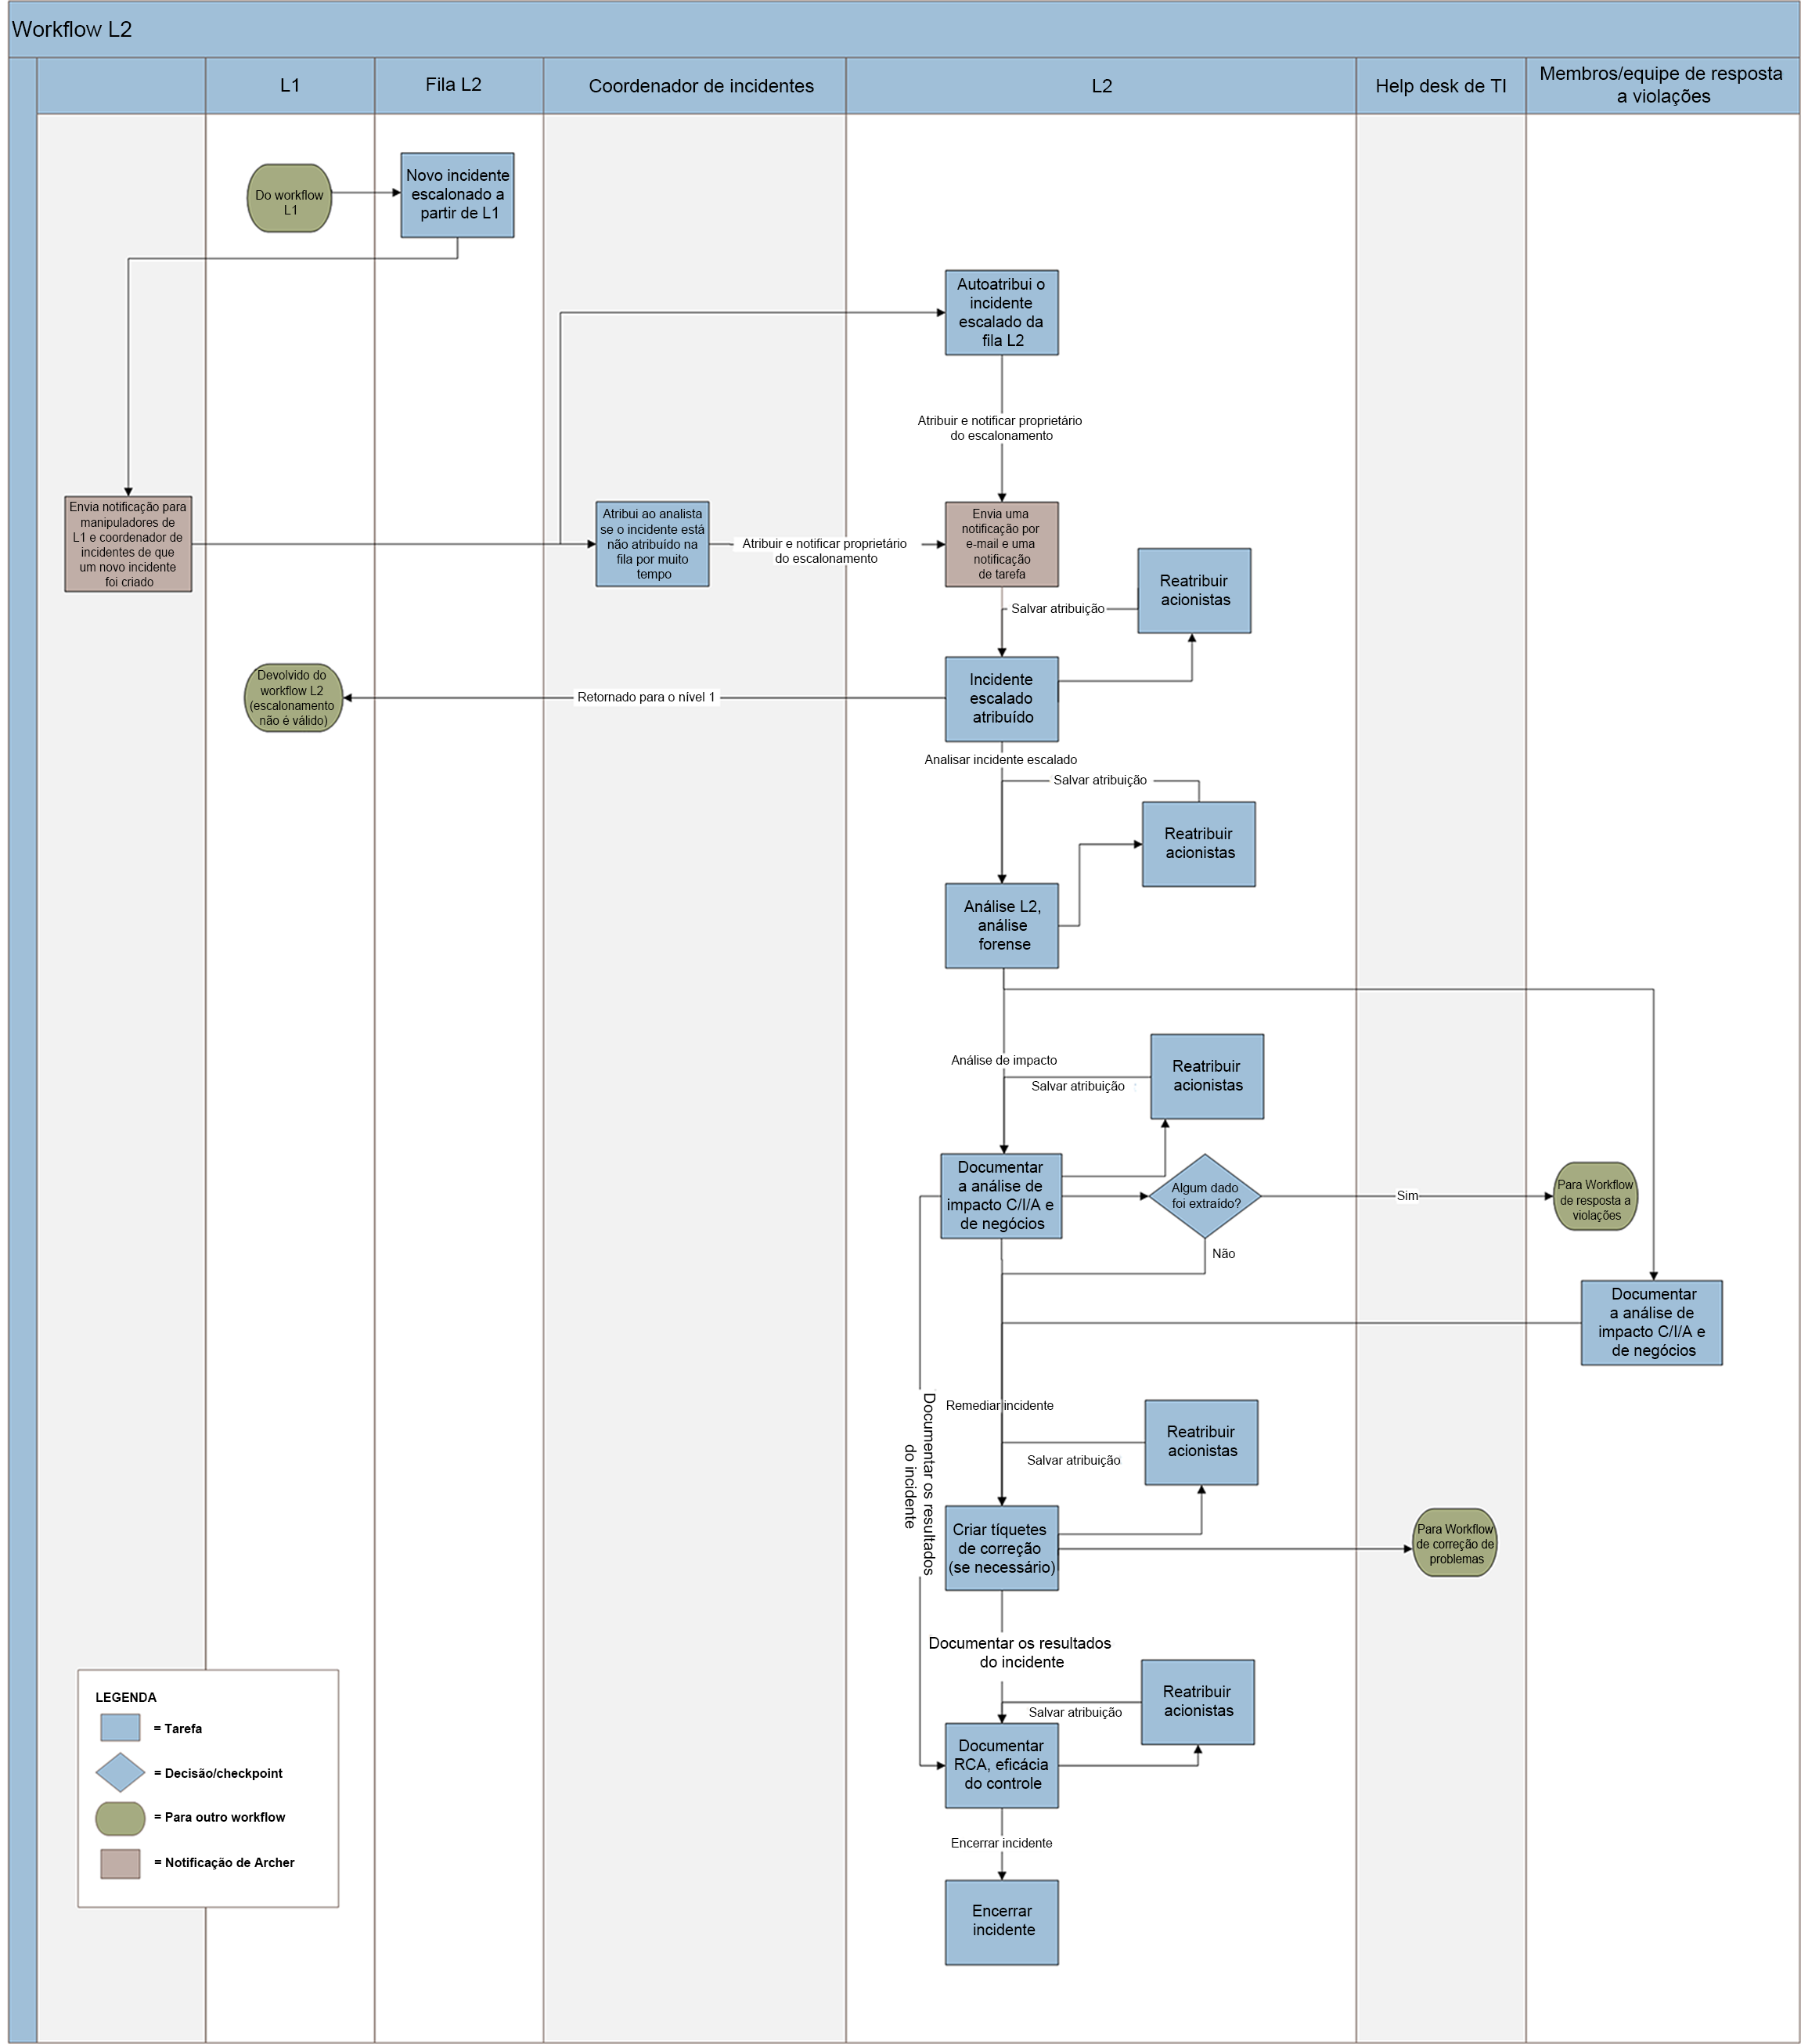 Workflow L2
L1
Fila L2
Coordenador de incidentes
L2
Help desk de TI
Membros/equipe de resposta
a violações
Do workflow
L1
Novo incidente
escalonado a
partir de L1
Autoatribui o
incidente
escalado da
fila L2
Atribuir e notificar proprietário
do escalonamento
Envia notificação para
manipuladores de
L1 e coordenador de
incidentes de que
um novo incidente
foi criado
Atribui ao analista
se o incidente está
não atribuído na
fila por muito
tempo
Atribuir e notificar proprietário
do escalonamento
Envia uma
notificação por
e-mail e uma
notificação
de tarefa
Reatribuir
acionistas
Salvar atribuição
Devolvido do
workflow L2
(escalonamento
não é válido)
Retornado para o nível 1
Incidente
escalado
atribuído
Analisar incidente escalado
Salvar atribuição
Reatribuir
acionistas
Análise L2,
análise
forense
Análise de impacto
Salvar atribuição
Reatribuir
acionistas
Documentar
a análise de
impacto C/I/A e
de negócios
Algum dado
foi extraído?
Sim
Para Workflow
de resposta a
violações
Não
Documentar
a análise de
impacto C/I/A e
de negócios
Documentar os resultados
do incidente
Remediar incidente
Reatribuir
acionistas
Salvar atribuição
Criar tíquetes
de correção
(se necessário)
Para Workflow
de correção de
problemas
Documentar os resultados
do incidente
Reatribuir
acionistas
Salvar atribuição
Documentar
RCA, eficácia
do controle
Encerrar incidente
Encerrar
incidente
LEGENDA
= Tarefa
= Decisão/checkpoint
= Para outro workflow
= Notificação de Archer